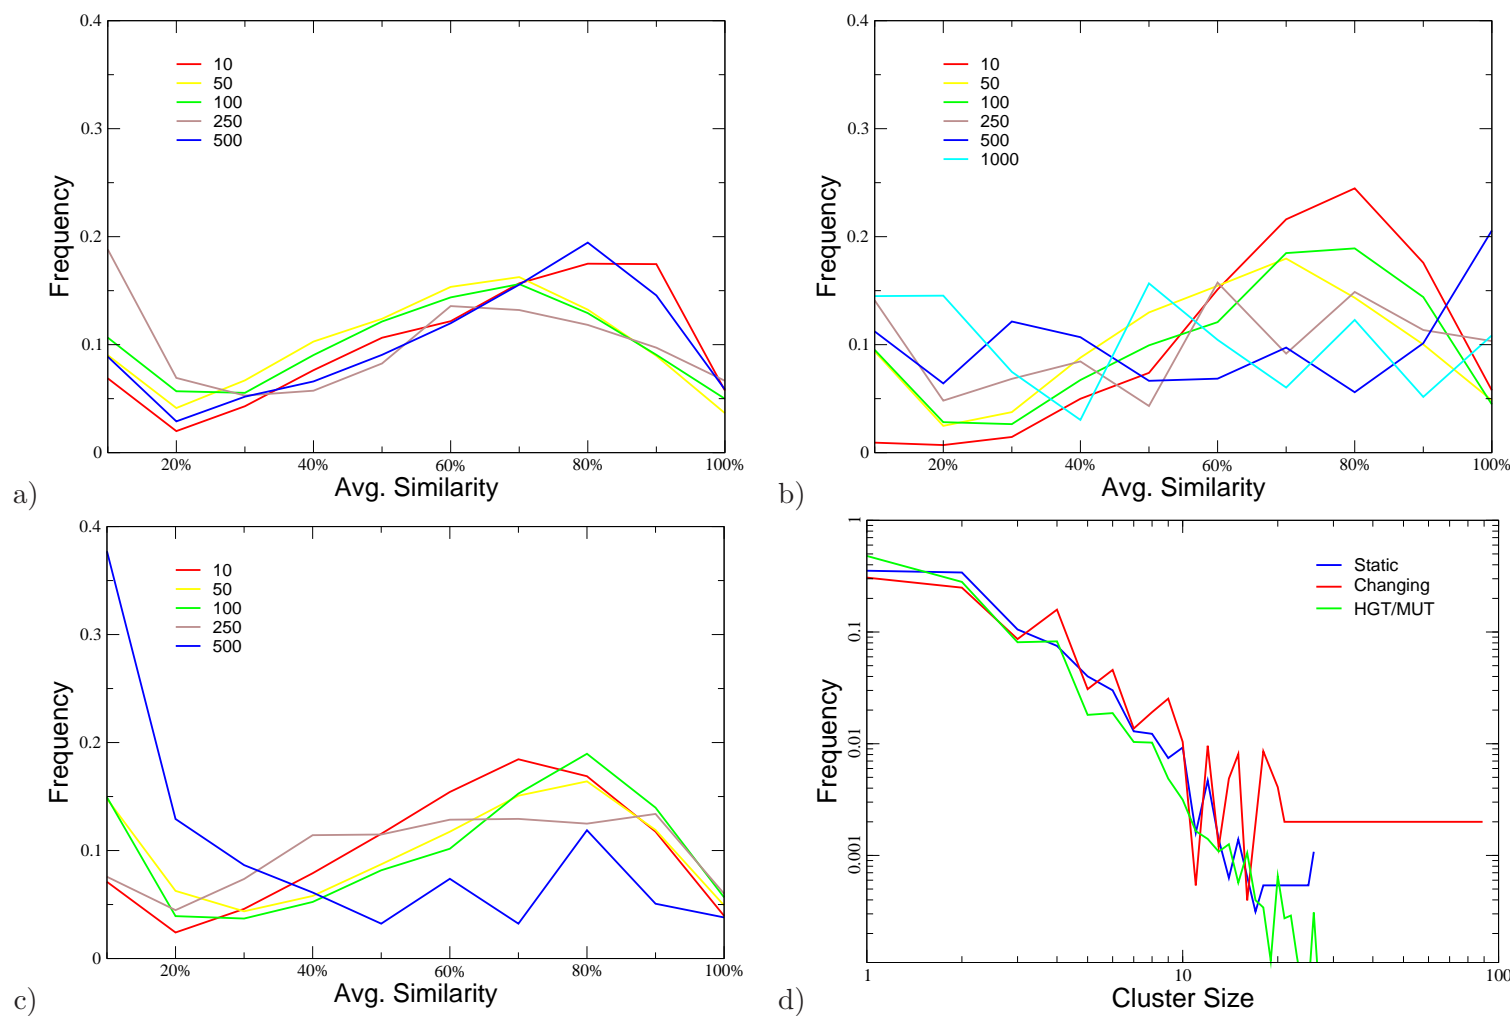 0.4
0.3
0.2
0.1
0
Frequency
10
50
100
250
500
20% 40% 60% 80% 100%
Avg. Similarity
a)
0.4
0.3
0.2
0.1
0
Frequency
10
50
100
250
500
1000
20% 40% 60% 80% 100%
Avg. Similarity
b)
0.4
0.3
0.2
0.1
0
Frequency
10
50
100
250
500
20% 40% 60% 80% 100%
Avg. Similarity
c)
1
0.1
0.01
0.001
Frequency
Static
Changing
HGT/MUT
1 10 100
Cluster Size
d)